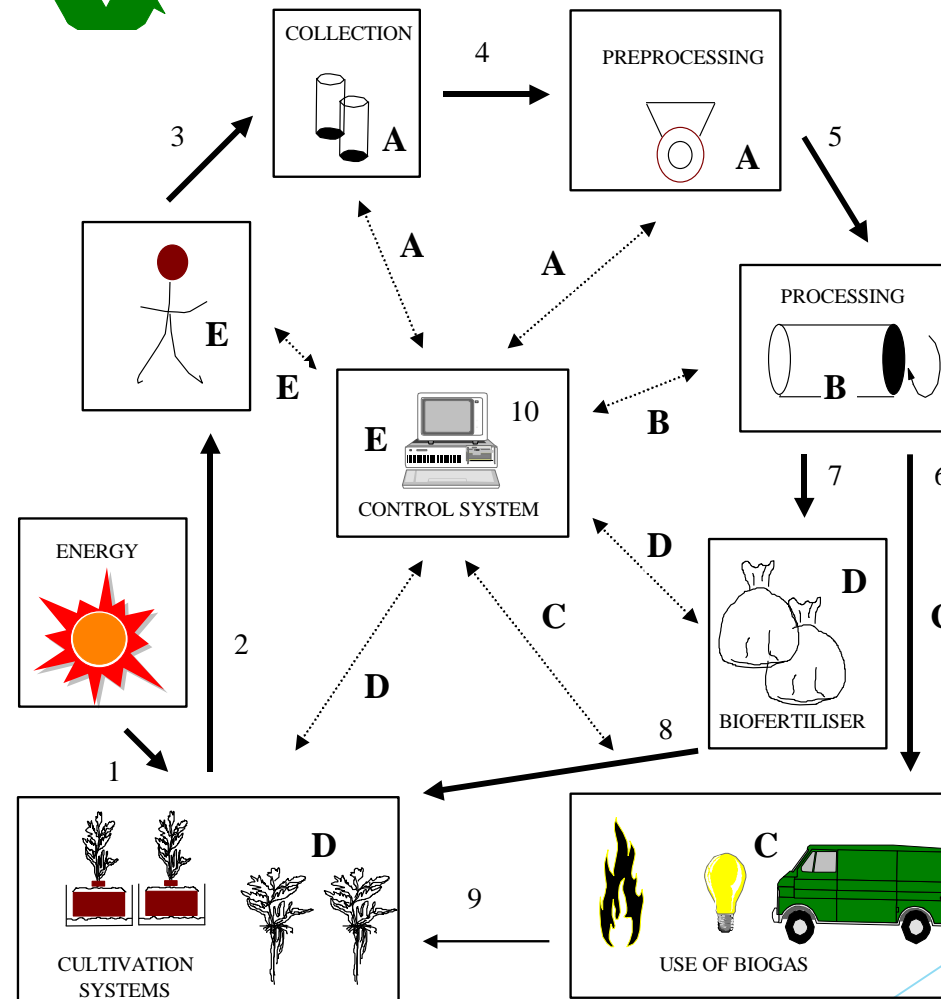 COLLECTION
A
4
PREPROCESSING
A
3
5
A
A
E
E
PROCESSING
B
B
E
10
CONTROL SYSTEM
7
6
ENERGY
2
D
D
BIOFERTILISER
C
C
D
8
1
D
CULTIVATION
SYSTEMS
9
C
USE OF BIOGAS